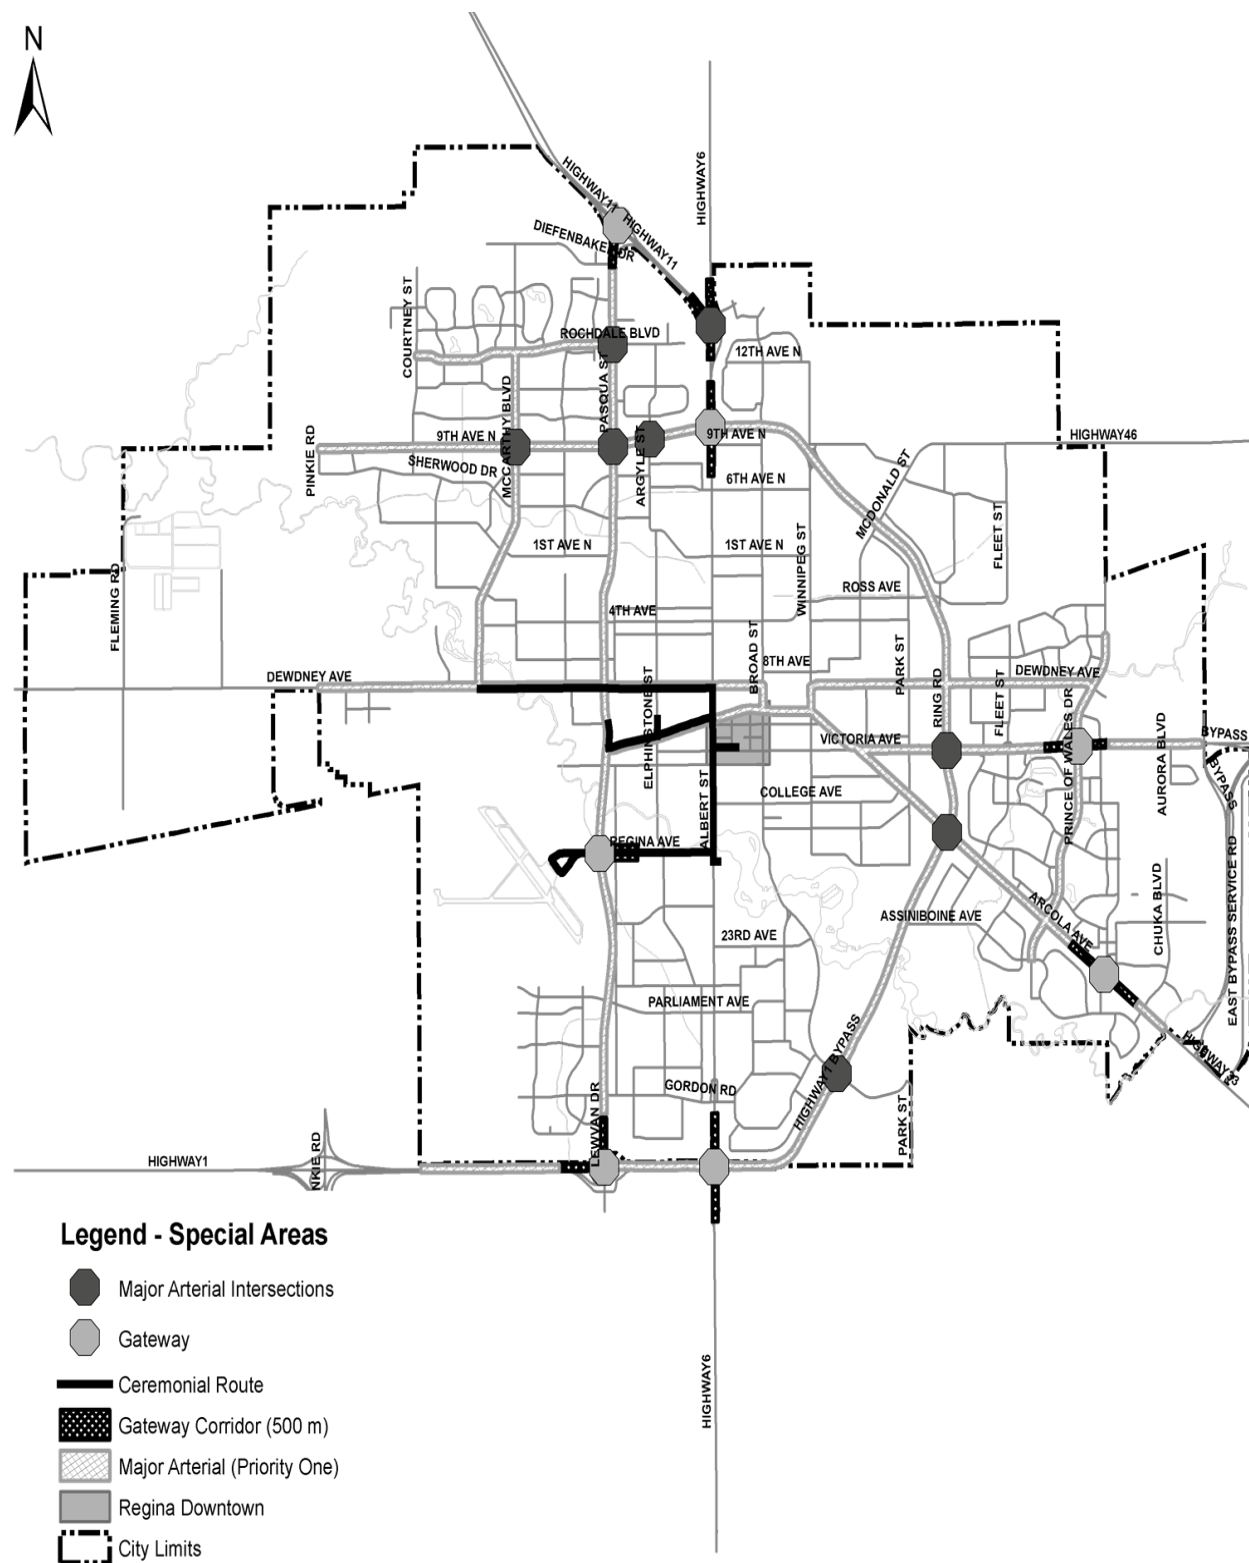 N
HIGHWAY11
HIGHWAY6
HIGHWAY11
DIEFENBAKER DR
COURTNEY ST
ROCHDALE BLVD
12TH AVE N
PASQUA ST
MCCARTHY BLVD
9TH AVE N
9TH AVE N
HIGHWAY46
PINKIE RD
SHERWOOD DR
ARGYLE ST
6TH AVE N
MCDONALD ST
FLEET ST
1ST AVE N
1ST AVE N
WINNIPEG ST
FLEMING RD
ROSS AVE
4TH AVE
BROAD ST
8TH AVE
PARK ST
DEWDNEY AVE
DEWDNEY AVE
ELPHINSTONE ST
RING RD
FLEET ST
PRINCE OF WALES DR
VICTORIA AVE
AURORA BLVD
BYPASS
BYPASS
ALBERT ST
COLLEGE AVE
REGINA AVE
EAST BYPASS SERVICE RD
ASSINIBOINE AVE
ARCOLA AVE
CHUKA BLVD
23RD AVE
PARLIAMENT AVE
HIGHWAY1 BYPASS
HIGHWAY33
GORDON RD
LEWVAN DR
PARK ST
HIGHWAY1
NKIE RD
HIGHWAY6
Legend - Special Areas
Major Arterial Intersections
Gateway
Ceremonial Route
Gateway Corridor (500 m)
Major Arterial (Priority One)
Regina Downtown
City Limits